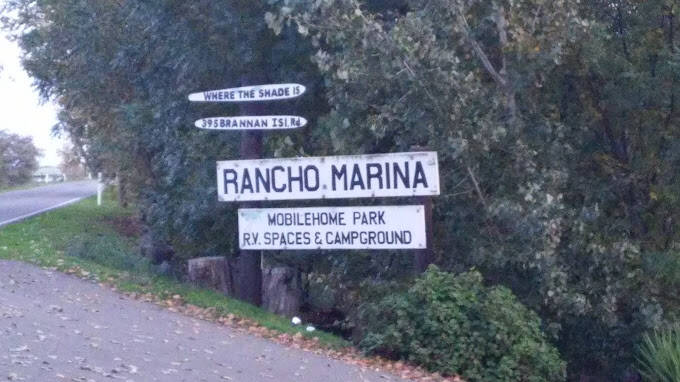 WHERE THE SHADE IS
395 BRANNAN ISL. Rd
RANCHO MARINA
MOBILEHOME PARK
R.V. SPACES & CAMPGROUND